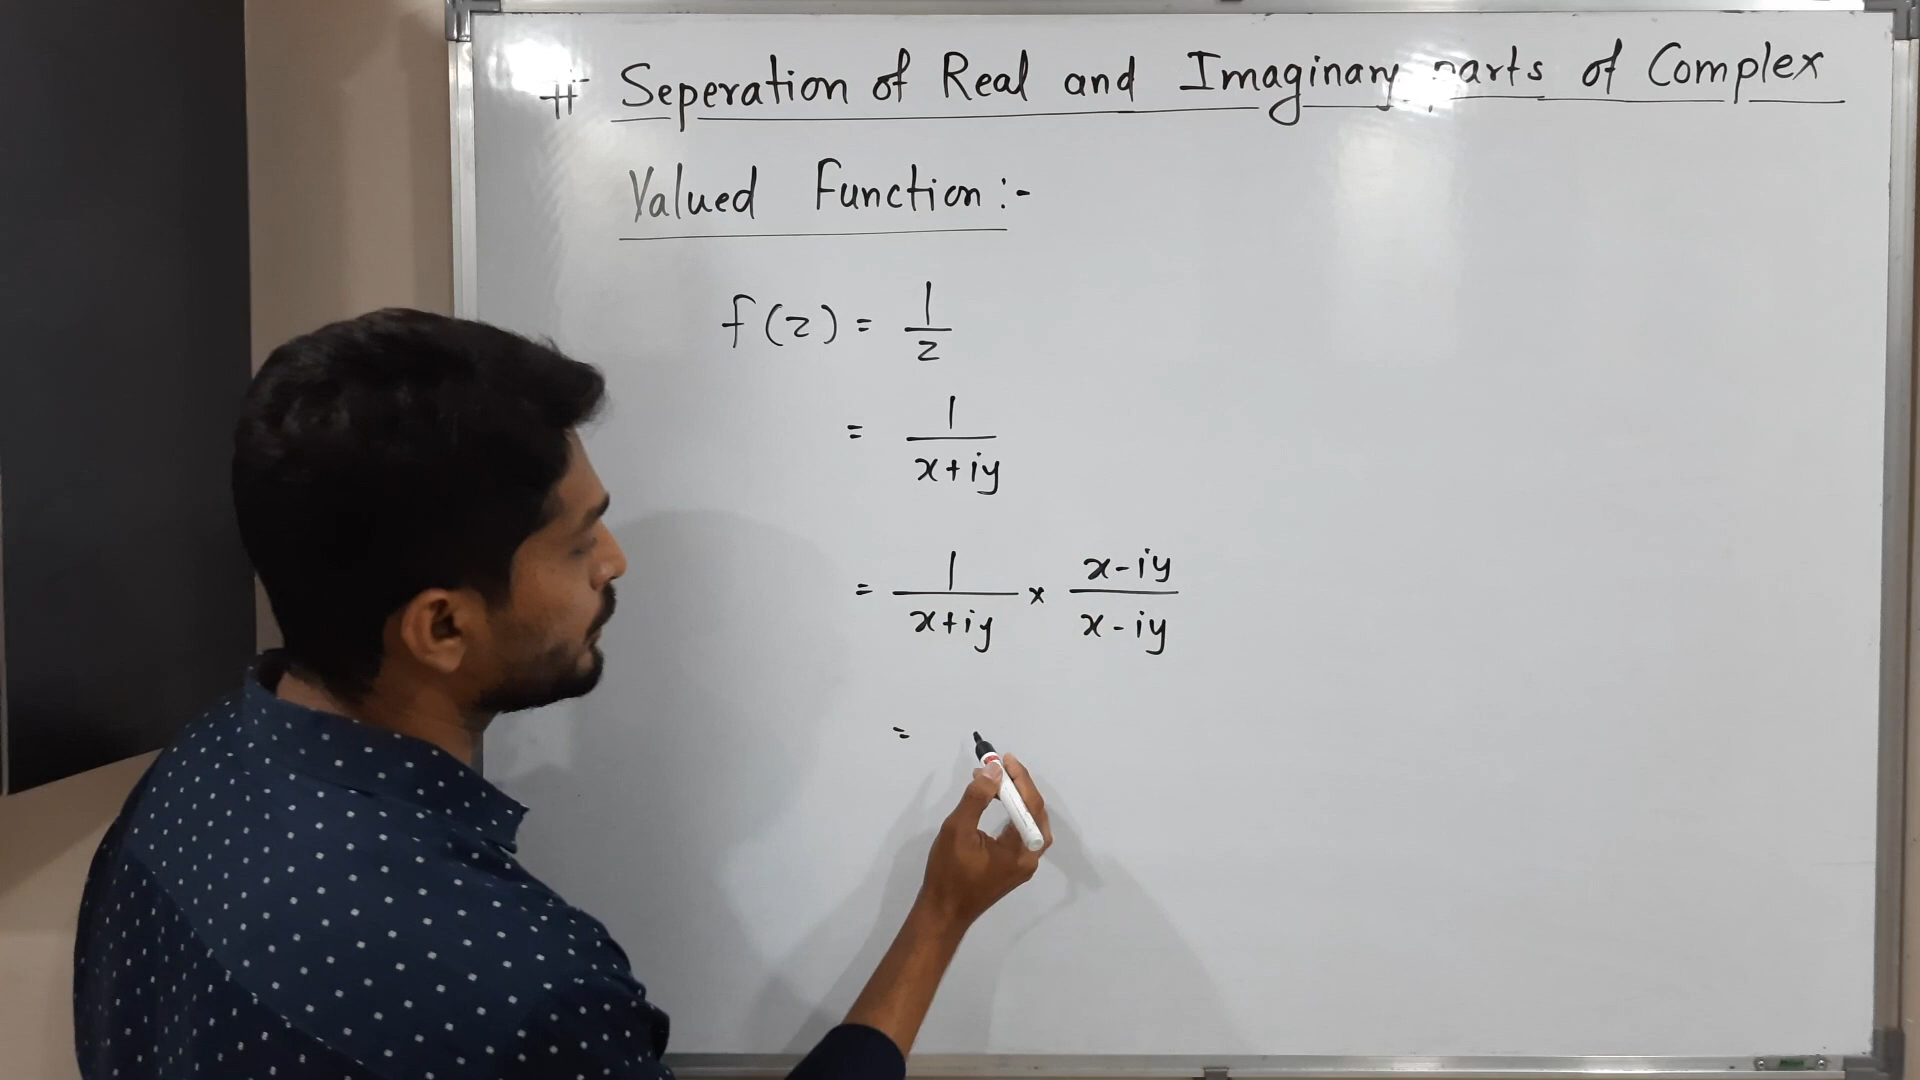 # Seperation of Real and Imaginary parts of Complex
Valued Function :-
f(z) = 1/z
= 1/(x+iy)
= 1/(x+iy) × (x-iy)/(x-iy)
=